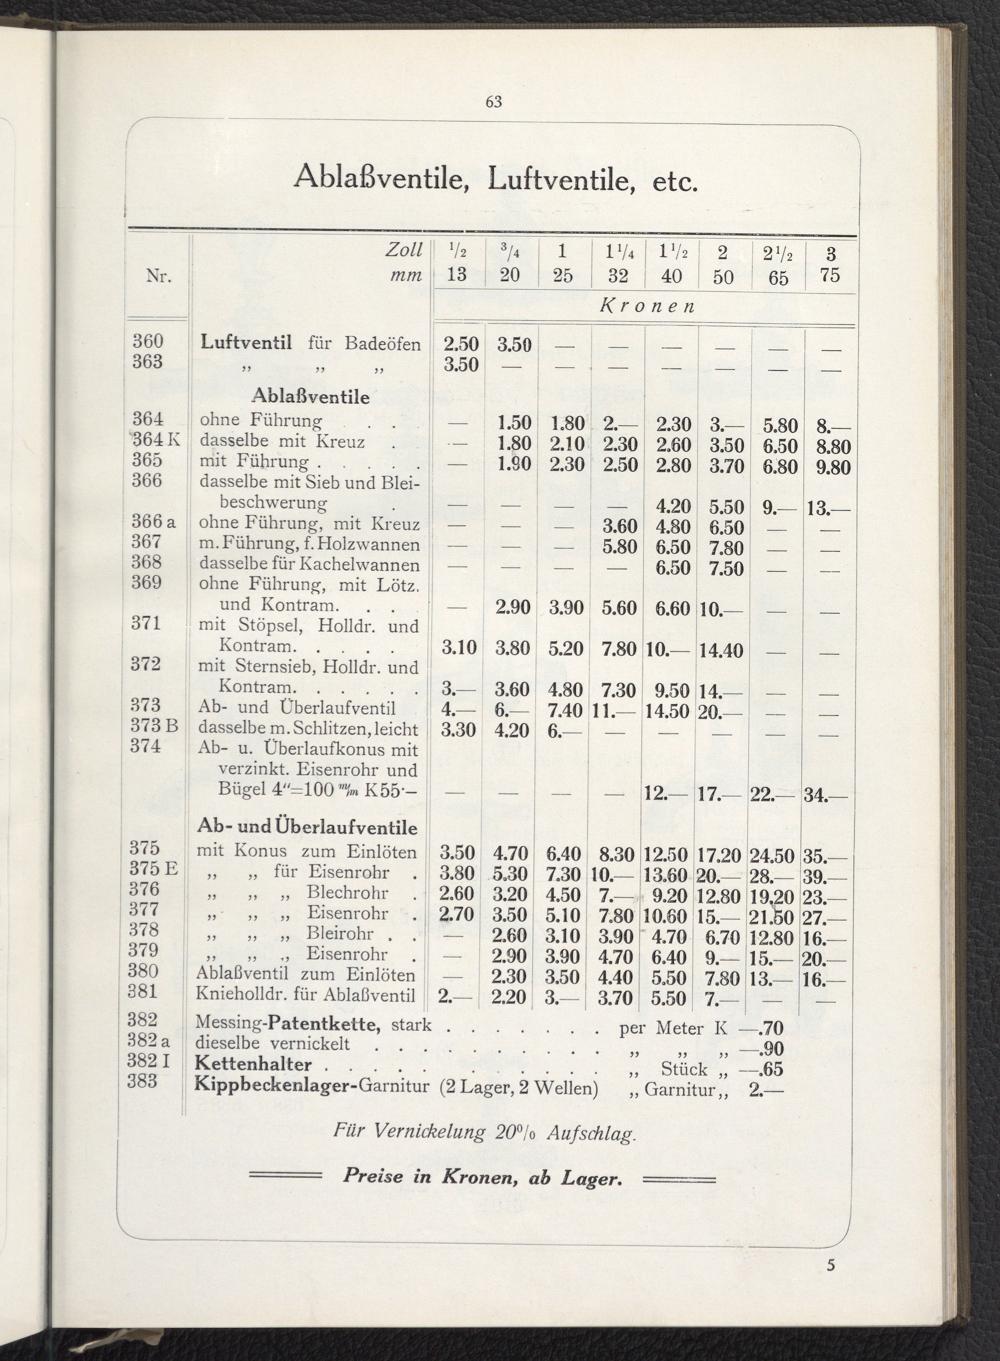 63
Ablaßventile, Luftventile, etc.
Zoll 1/2 3/4 1 1 1/4 1 1/2 2 2 1/2 3
Nr. mm 13 20 25 32 40 50 65 75
Kronen
360 Luftventil für Badeöfen 2.50 3.50 — — — — — —
363 „ „ „ 3.50 — — — — — — —
Ablaßventile
364 ohne Führung . . . — 1.50 1.80 2.— 2.30 3.— 5.80 8.—
364 K dasselbe mit Kreuz . — 1.80 2.10 2.30 2.60 3.50 6.50 8.80
365 mit Führung . . . . . — 1.90 2.30 2.50 2.80 3.70 6.80 9.80
366 dasselbe mit Sieb und Blei-
beschwerung . — — — — 4.20 5.50 9.— 13.—
366 a ohne Führung, mit Kreuz — — — 3.60 4.80 6.50 — —
367 m. Führung, f. Holzwannen — — — 5.80 6.50 7.80 — —
368 dasselbe für Kachelwannen — — — — 6.50 7.50 — —
369 ohne Führung, mit Lötz.
und Kontram. . . . — 2.90 3.90 5.60 6.60 10.— — —
371 mit Stöpsel, Holldr. und
Kontram. . . . . 3.10 3.80 5.20 7.80 10.— 14.40 — —
372 mit Sternsieb, Holldr. und
Kontram. . . . . . 3.— 3.60 4.80 7.30 9.50 14.— — —
373 Ab- und Überlaufventil 4.— 6.— 7.40 11.— 14.50 20.— — —
373 B dasselbe m. Schlitzen, leicht 3.30 4.20 6.— — — — — —
374 Ab- u. Überlaufkonus mit
verzinkt. Eisenrohr und
Bügel 4"=100 m/m K 55·— — — — — 12.— 17.— 22.— 34.—
Ab- und Überlaufventile
375 mit Konus zum Einlöten 3.50 4.70 6.40 8.30 12.50 17.20 24.50 35.—
375 E „ „ für Eisenrohr . 3.80 5.30 7.30 10.— 13.60 20.— 28.— 39.—
376 „ „ „ Blechrohr . 2.60 3.20 4.50 7.— 9.20 12.80 19.20 23.—
377 „ „ „ Eisenrohr . 2.70 3.50 5.10 7.80 10.60 15.— 21.50 27.—
378 „ „ „ Bleirohr . . — 2.60 3.10 3.90 4.70 6.70 12.80 16.—
379 „ „ „ Eisenrohr . — 2.90 3.90 4.70 6.40 9.— 15.— 20.—
380 Ablaßventil zum Einlöten — 2.30 3.50 4.40 5.50 7.80 13.— 16.—
381 Knieholldr. für Ablaßventil 2.— 2.20 3.— 3.70 5.50 7.— — —
382 Messing-Patentkette, stark . . . . . . . per Meter K —.70
382 a dieselbe vernickelt . . . . . . . . . . „ „ „ —.90
382 I Kettenhalter . . . . . . . . . . . „ Stück „ —.65
383 Kippbeckenlager-Garnitur (2 Lager, 2 Wellen) „ Garnitur „ 2.—
Für Vernickelung 20% Aufschlag.
Preise in Kronen, ab Lager.
5